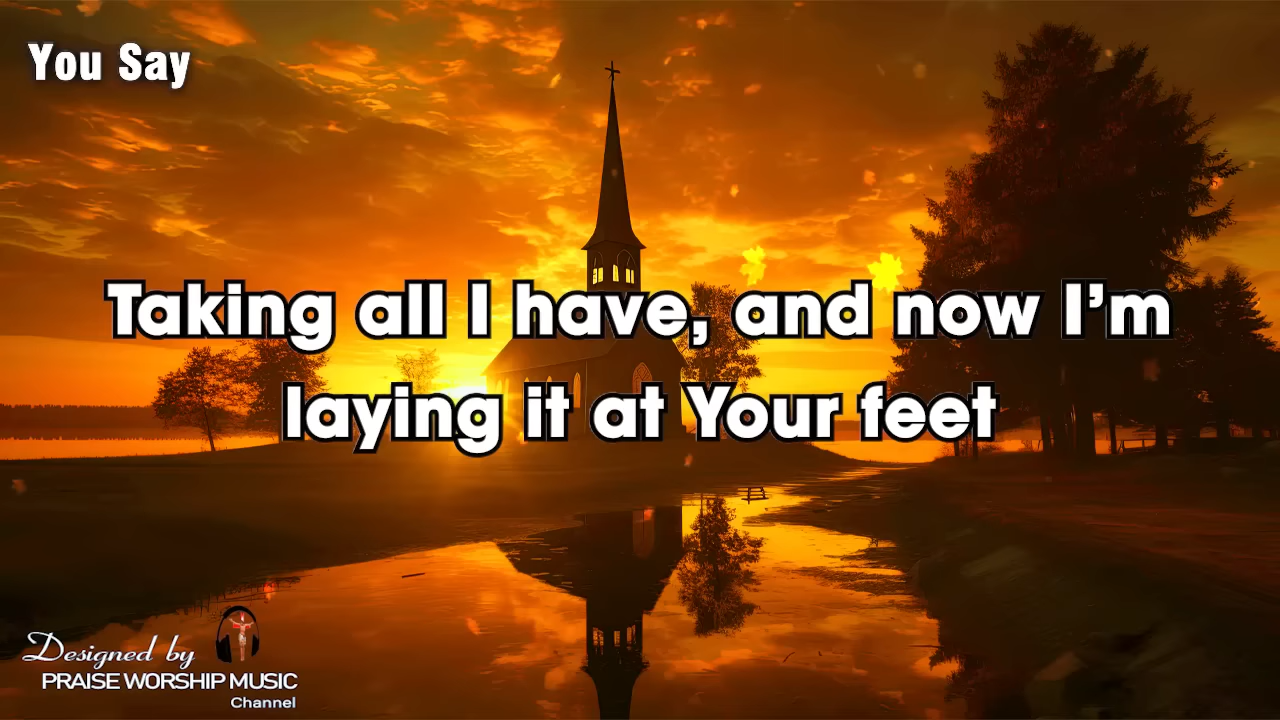 You Say
Taking all I have, and now I’m
laying it at Your feet
Designed by
PRAISE WORSHIP MUSIC
Channel